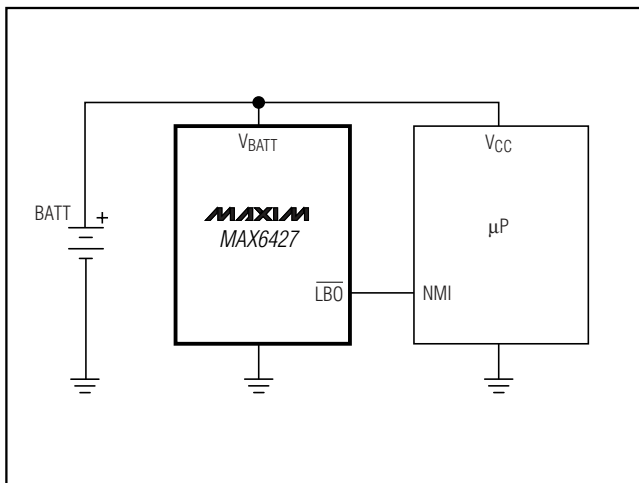 VBATT
VCC
BATT
+
MAXIM
MAX6427
µP
LBO
NMI